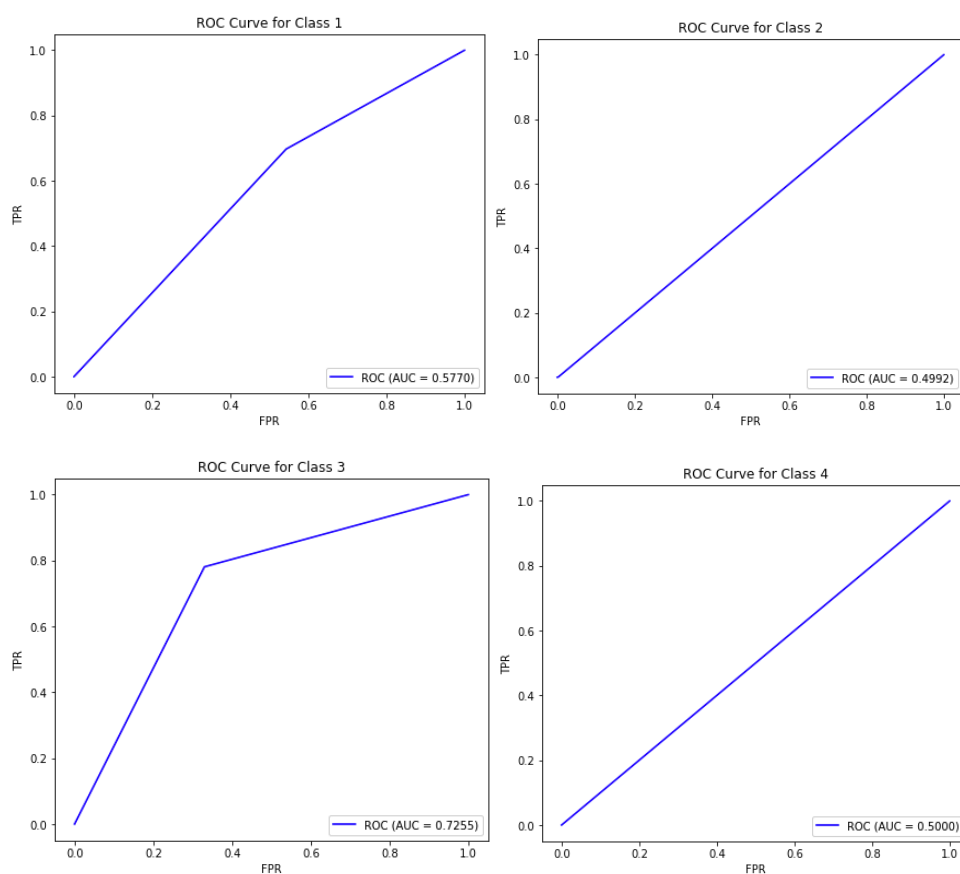 ROC Curve for Class 1
1.0
0.8
0.6
0.4
0.2
0.0
TPR
ROC (AUC = 0.5770)
0.0 0.2 0.4 0.6 0.8 1.0
FPR
ROC Curve for Class 2
1.0
0.8
0.6
0.4
0.2
0.0
TPR
ROC (AUC = 0.4992)
0.0 0.2 0.4 0.6 0.8 1.0
FPR
ROC Curve for Class 3
1.0
0.8
0.6
0.4
0.2
0.0
TPR
ROC (AUC = 0.7255)
0.0 0.2 0.4 0.6 0.8 1.0
FPR
ROC Curve for Class 4
1.0
0.8
0.6
0.4
0.2
0.0
TPR
ROC (AUC = 0.5000)
0.0 0.2 0.4 0.6 0.8 1.0
FPR